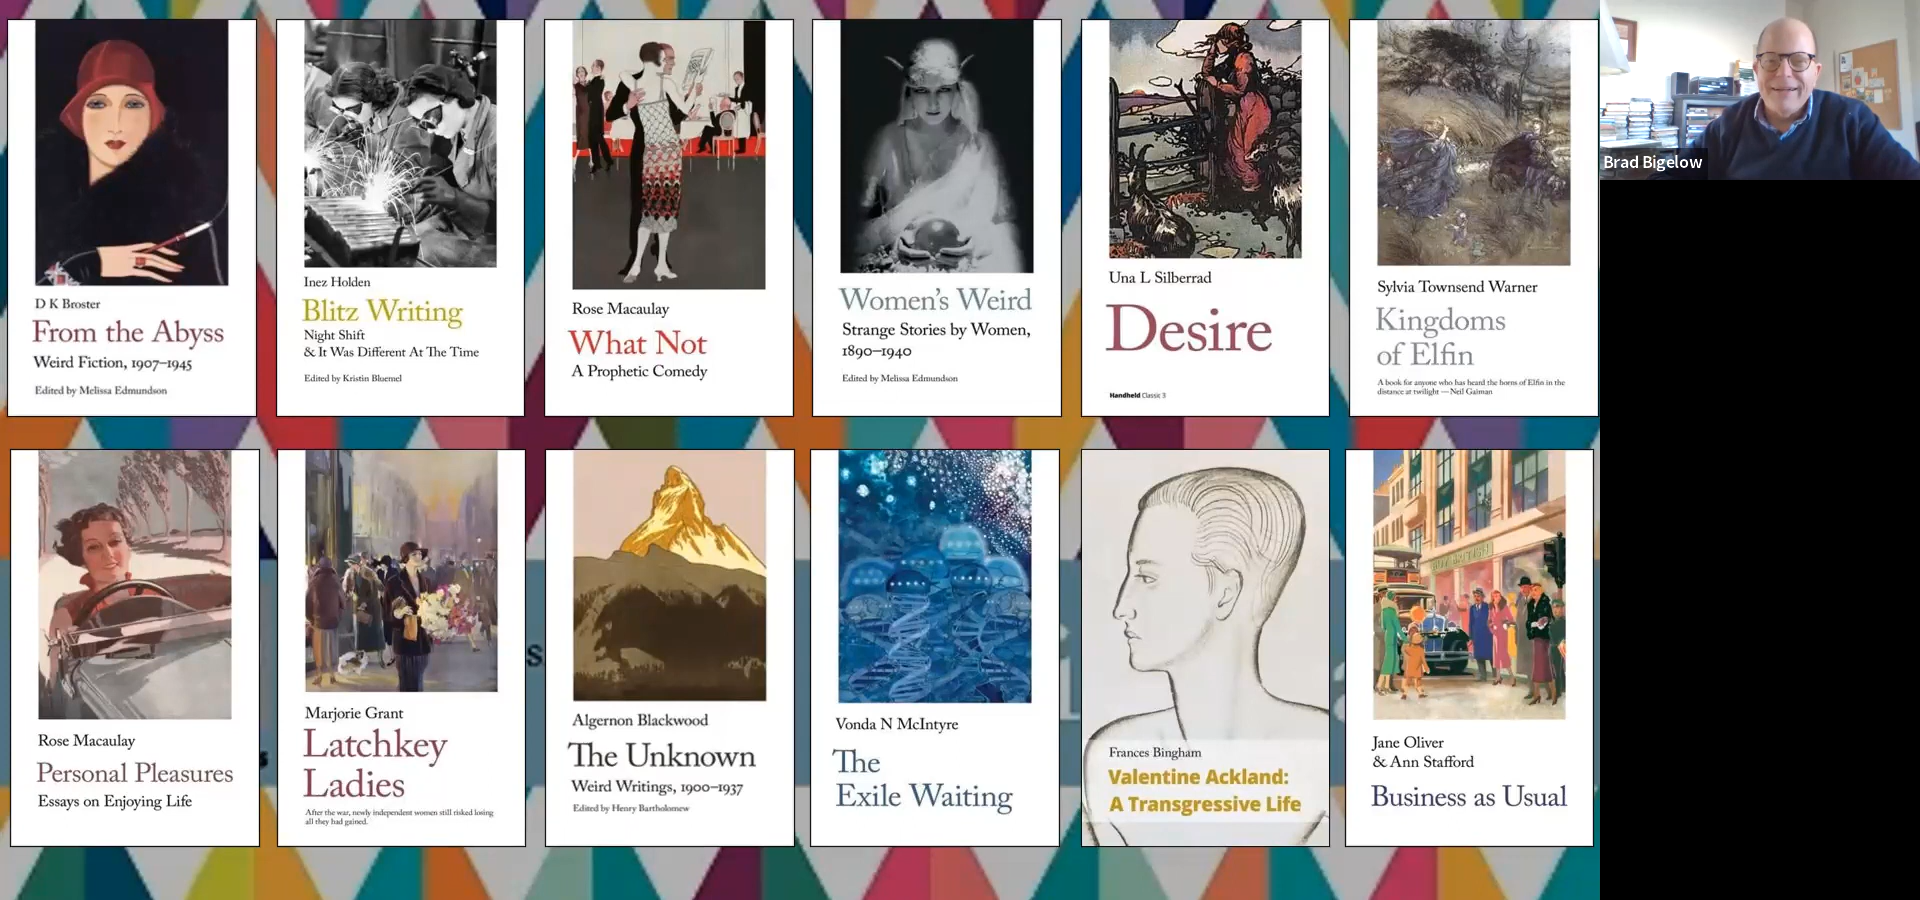 D K Broster
From the Abyss
Weird Fiction, 1907–1945
Edited by Melissa Edmundson
Inez Holden
Blitz Writing
Night Shift
& It Was Different At The Time
Edited by Kristin Bluemel
Rose Macaulay
What Not
A Prophetic Comedy
Women's Weird
Strange Stories by Women,
1890–1940
Edited by Melissa Edmundson
Una L Silberrad
Desire
Handheld Classic 3
Sylvia Townsend Warner
Kingdoms
of Elfin
A book for anyone who has heard the horns of Elfin in the
distance at twilight — Neil Gaiman
Brad Bigelow
Rose Macaulay
Personal Pleasures
Essays on Enjoying Life
Marjorie Grant
Latchkey
Ladies
After the war, newly independent women still risked losing
all they had gained.
Algernon Blackwood
The Unknown
Weird Writings, 1900–1937
Edited by Henry Bartholomew
Vonda N McIntyre
The
Exile Waiting
Frances Bingham
Valentine Ackland:
A Transgressive Life
Jane Oliver
& Ann Stafford
Business as Usual